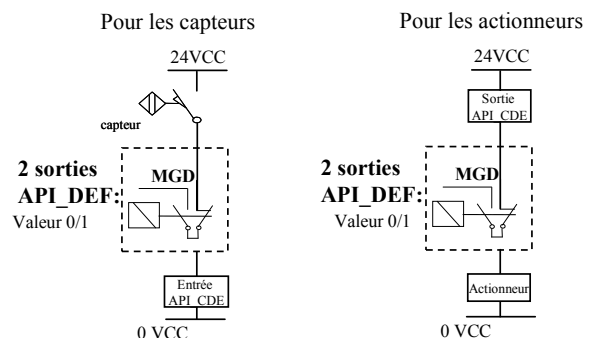 Pour les capteurs
24VCC
capteur
2 sorties
API_DEF:
Valeur 0/1
MGD
Entrée
API_CDE
0 VCC
Pour les actionneurs
24VCC
Sortie
API_CDE
2 sorties
API_DEF:
Valeur 0/1
MGD
Actionneur
0 VCC